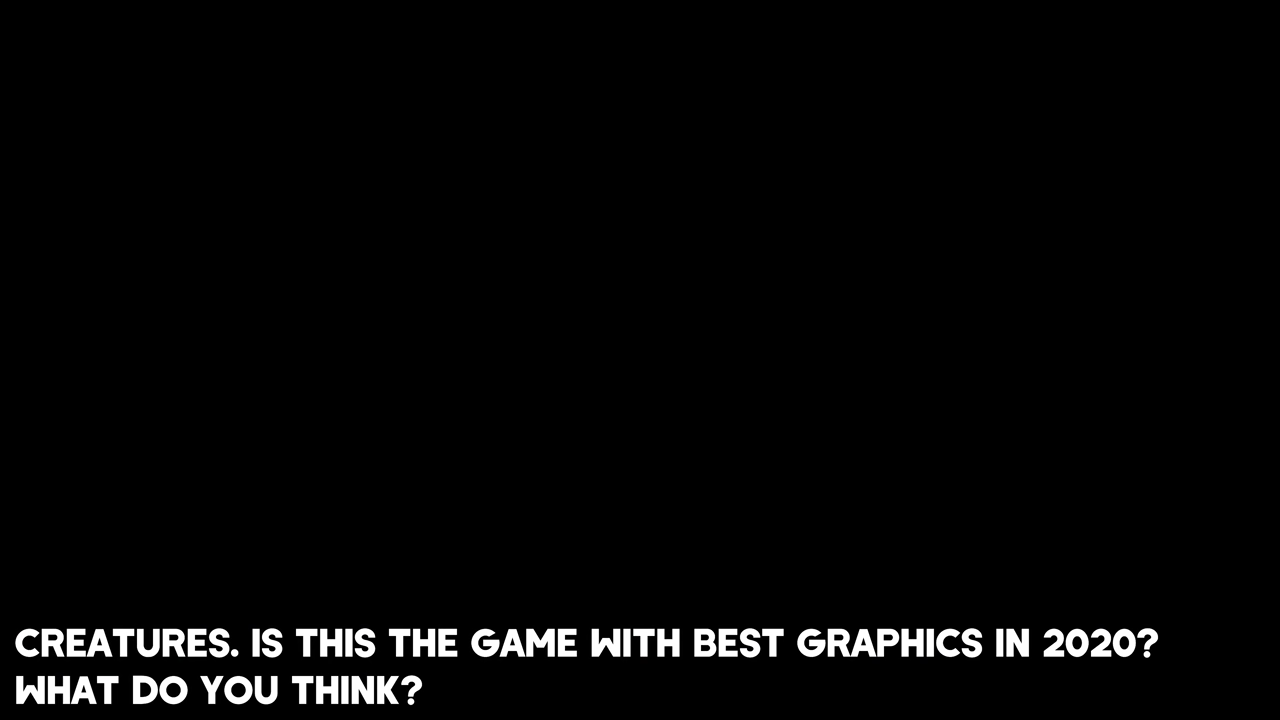 CREATURES. IS THIS THE GAME WITH BEST GRAPHICS IN 2020?
WHAT DO YOU THINK?